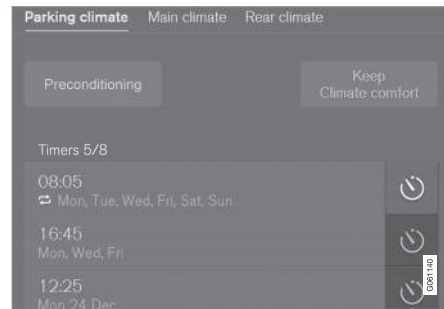 Parking climate Main climate Rear climate
Preconditioning
Keep
Climate comfort
Timers 5/8
08:05
Mon, Tue, Wed, Fri, Sat, Sun
16:45
Mon, Wed, Fri
12:25
Mon 24 Dec
G061140